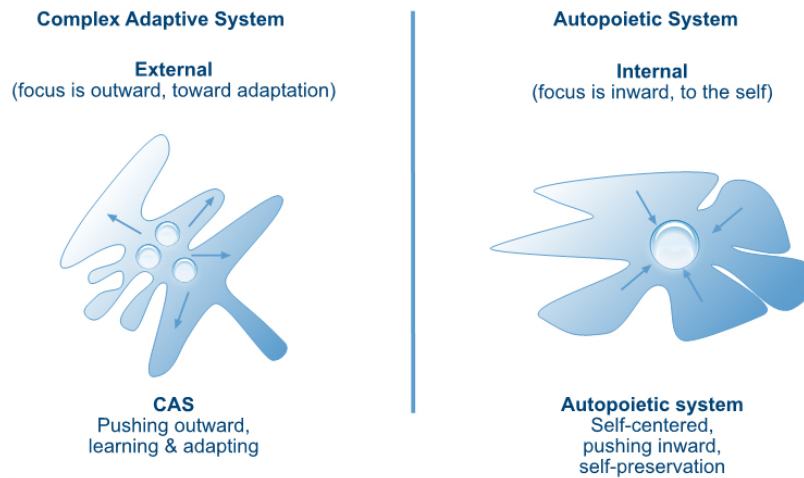 Complex Adaptive System
External
(focus is outward, toward adaptation)
CAS
Pushing outward,
learning & adapting
Autopoietic System
Internal
(focus is inward, to the self)
Autopoietic system
Self-centered,
pushing inward,
self-preservation